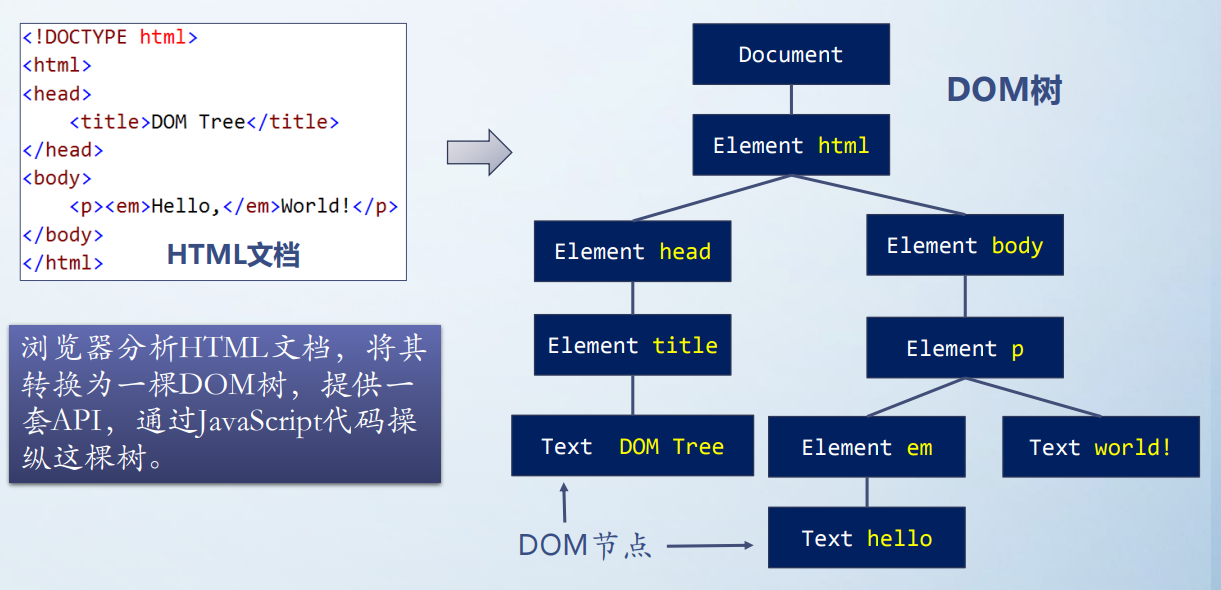 <!DOCTYPE html>
<html>
<head>
    <title>DOM Tree</title>
</head>
<body>
    <p><em>Hello,</em>World!</p>
</body>
</html>
HTML文档
浏览器分析HTML文档，将其
转换为一棵DOM树，提供一
套API，通过JavaScript代码操
纵这棵树。
DOM树
Document
Element html
Element head
Element body
Element title
Element p
Text  DOM Tree
Element em
Text world!
Text hello
DOM节点